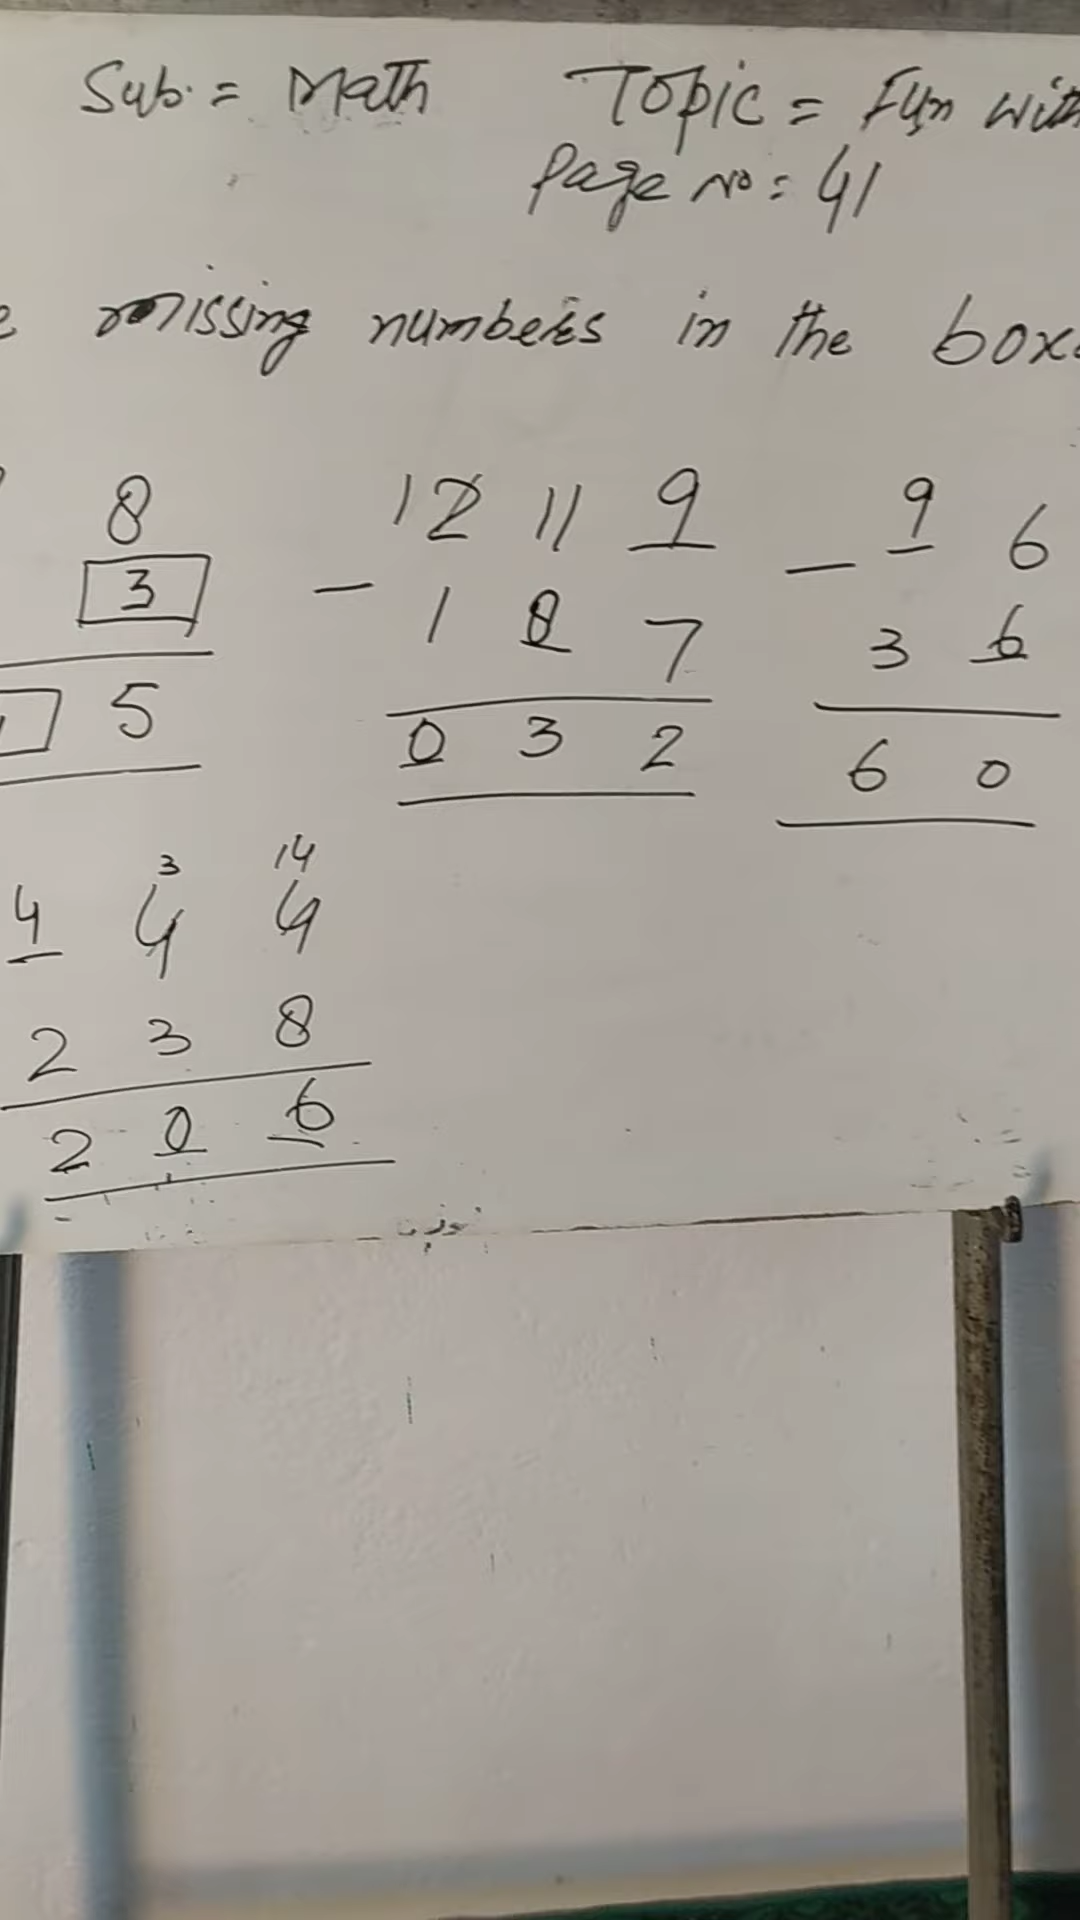 Sub. = Math Topic = Fun with
Page No: 41
missing numbers in the
8 12 11 9 9 6
3 - 1 8 7 - 3 6
5 0 3 2 6 0
3 14
4 4 4
2 3 8
2 0 6